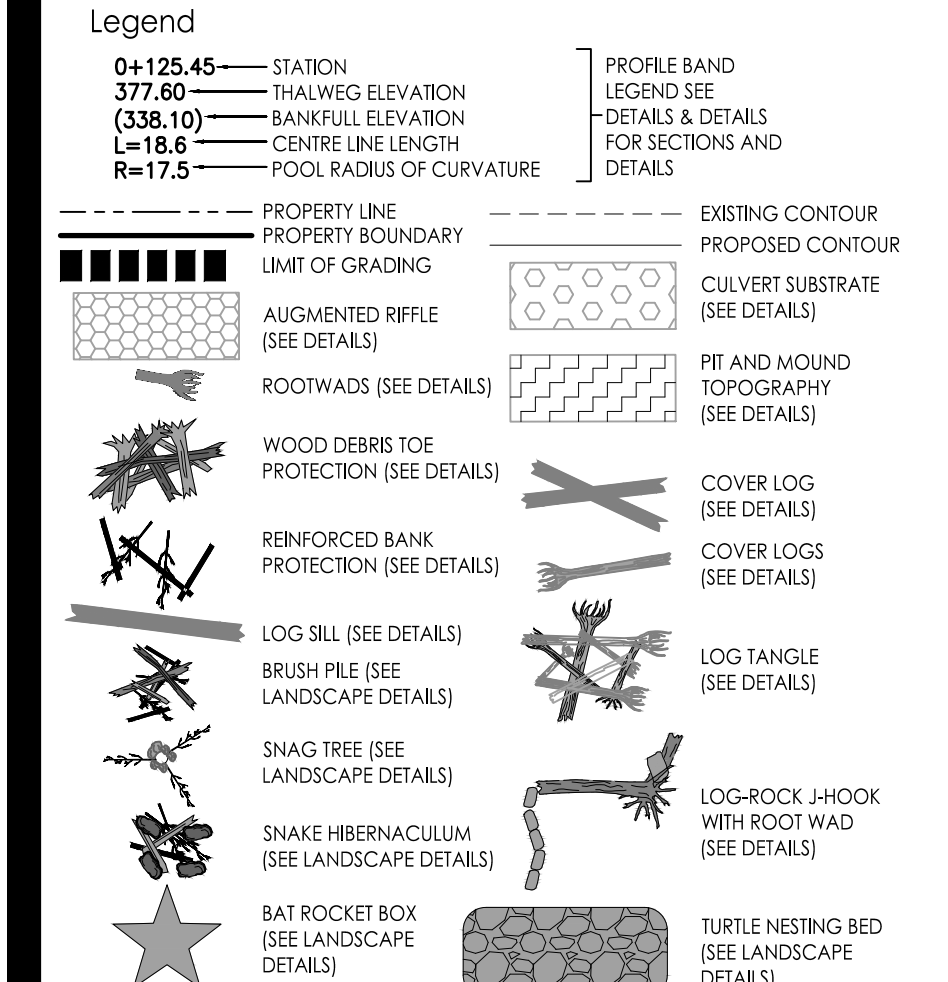 Legend
0+125.45 STATION
377.60 THALWEG ELEVATION
(338.10) BANKFULL ELEVATION
L=18.6 CENTRE LINE LENGTH
R=17.5 POOL RADIUS OF CURVATURE
PROFILE BAND
LEGEND SEE
DETAILS & DETAILS
FOR SECTIONS AND
DETAILS
PROPERTY LINE
PROPERTY BOUNDARY
LIMIT OF GRADING
AUGMENTED RIFFLE
(SEE DETAILS)
ROOTWADS (SEE DETAILS)
WOOD DEBRIS TOE
PROTECTION (SEE DETAILS)
REINFORCED BANK
PROTECTION (SEE DETAILS)
LOG SILL (SEE DETAILS)
BRUSH PILE (SEE
LANDSCAPE DETAILS)
SNAG TREE (SEE
LANDSCAPE DETAILS)
SNAKE HIBERNACULUM
(SEE LANDSCAPE DETAILS)
BAT ROCKET BOX
(SEE LANDSCAPE
DETAILS)
EXISTING CONTOUR
PROPOSED CONTOUR
CULVERT SUBSTRATE
(SEE DETAILS)
PIT AND MOUND
TOPOGRAPHY
(SEE DETAILS)
COVER LOG
(SEE DETAILS)
COVER LOGS
(SEE DETAILS)
LOG TANGLE
(SEE DETAILS)
LOG-ROCK J-HOOK
WITH ROOT WAD
(SEE DETAILS)
TURTLE NESTING BED
(SEE LANDSCAPE
DETAILS)